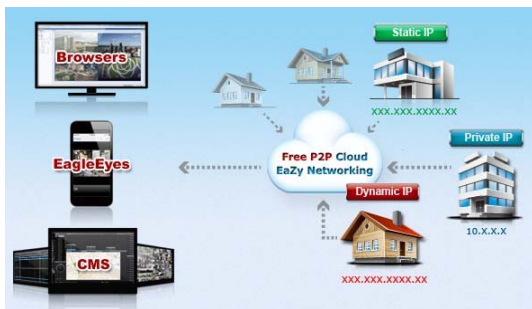 Browsers
EagleEyes
CMS
Free P2P Cloud
EaZy Networking
Static IP
XXX.XXX.XXXX.XX
Private IP
10.X.X.X
Dynamic IP
XXX.XXX.XXXX.XX